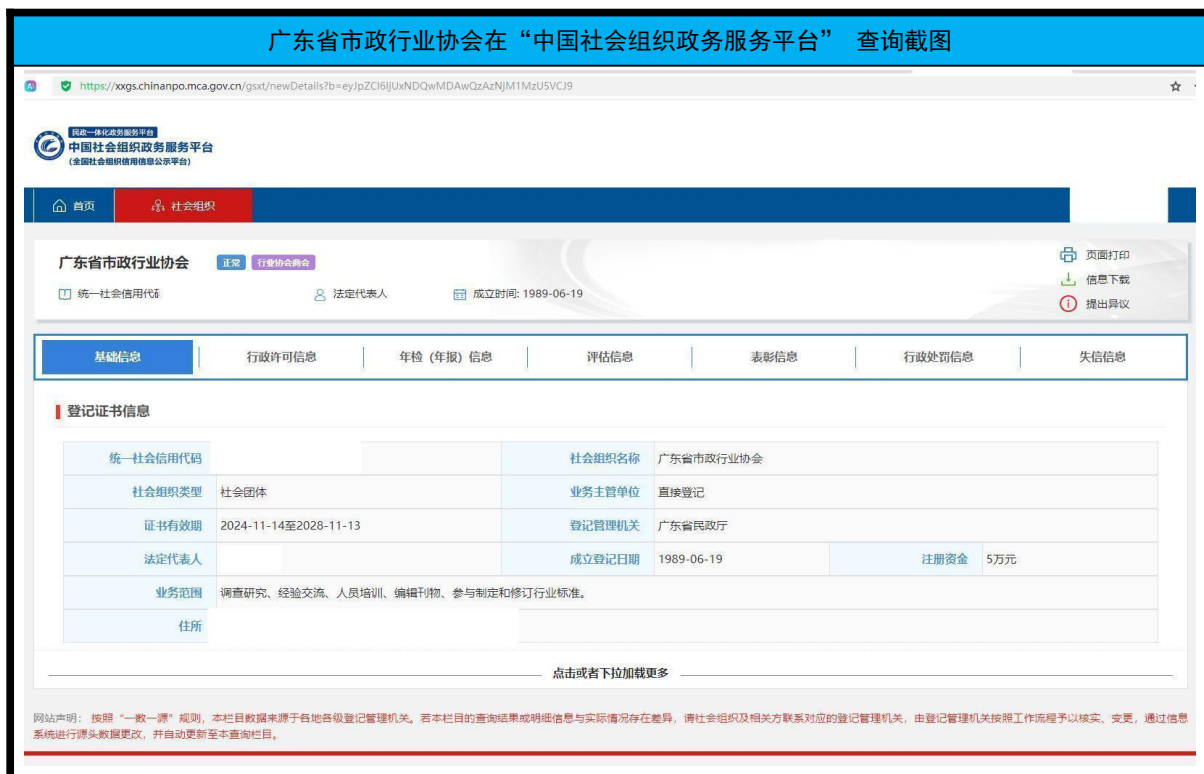 广东省市政行业协会在“中国社会组织政务服务平台” 查询截图
https://xxgs.chinanpo.mca.gov.cn/gsxt/newDetails?b=eyJpZCI6IjUxNDQwMDAwQzAzNjM1MzU5VCJ9
民政一体化政务服务平台
中国社会组织政务服务平台
(全国社会组织信用信息公示平台)
首页 社会组织
广东省市政行业协会 正常 行业协会商会
页面打印
信息下载
提出异议
统一社会信用代码 法定代表人 成立时间: 1989-06-19
基础信息 行政许可信息 年检（年报）信息 评估信息 表彰信息 行政处罚信息 失信信息
登记证书信息
统一社会信用代码 社会组织名称 广东省市政行业协会
社会组织类型 社会团体 业务主管单位 直接登记
证书有效期 2024-11-14至2028-11-13 登记管理机关 广东省民政厅
法定代表人 成立登记日期 1989-06-19 注册资金 5万元
业务范围 调查研究、经验交流、人员培训、编辑刊物、参与制定和修订行业标准。
住所
点击或者下拉加载更多
网站声明： 按照“一数一源”规则，本栏目数据来源于各地各级登记管理机关。若本栏目的查询结果或明细信息与实际情况存在差异，请社会组织及相关方联系对应的登记管理机关，由登记管理机关按照工作流程予以核实、变更，通过信息
系统进行源头数据更改，并自动更新至本查询栏目。